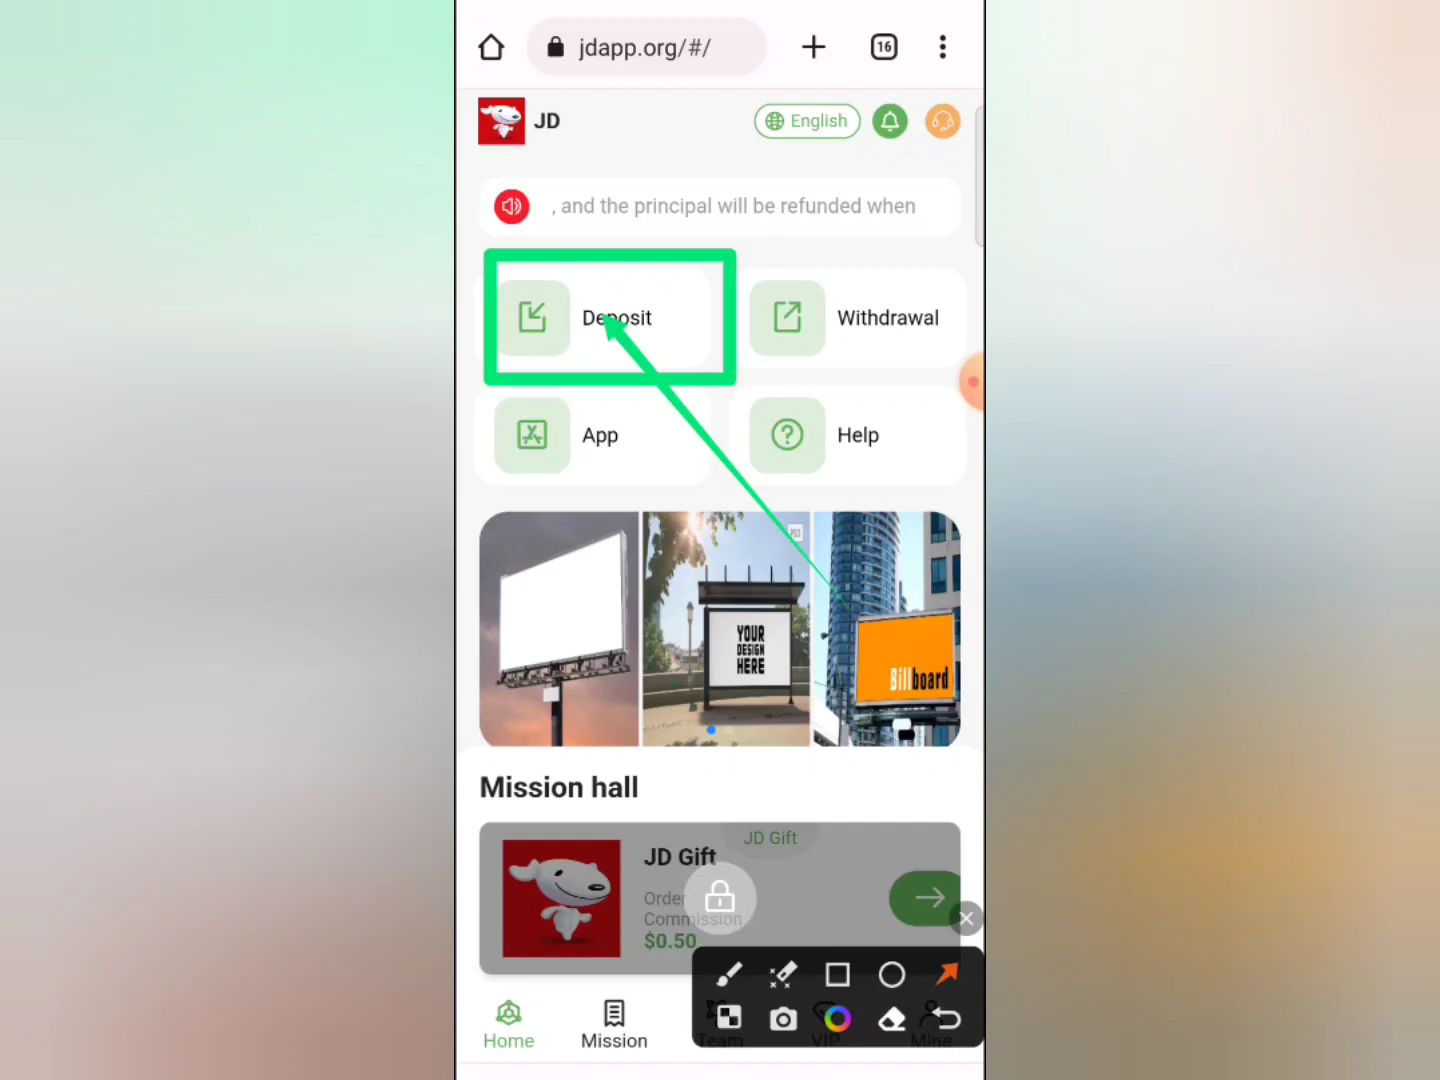 jdapp.org/#/
16
JD
English
, and the principal will be refunded when
Deposit
Withdrawal
App
Help
YOUR
DESIGN
HERE
Billboard
Mission hall
JD Gift
JD Gift
Order
Commission
$0.50
Home
Mission
Team
VIP
Mine